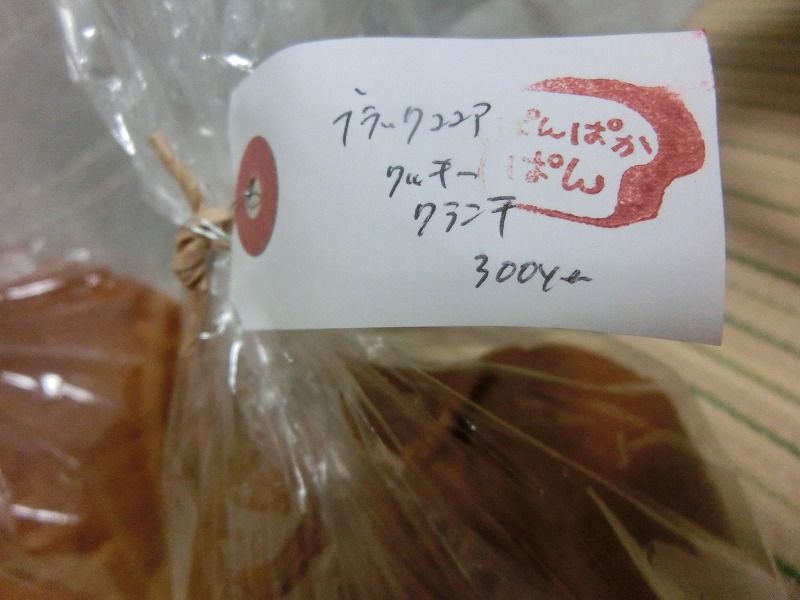 ブラックココア
クッキー
クランチ
300yen
ぱんぱか
ぱん